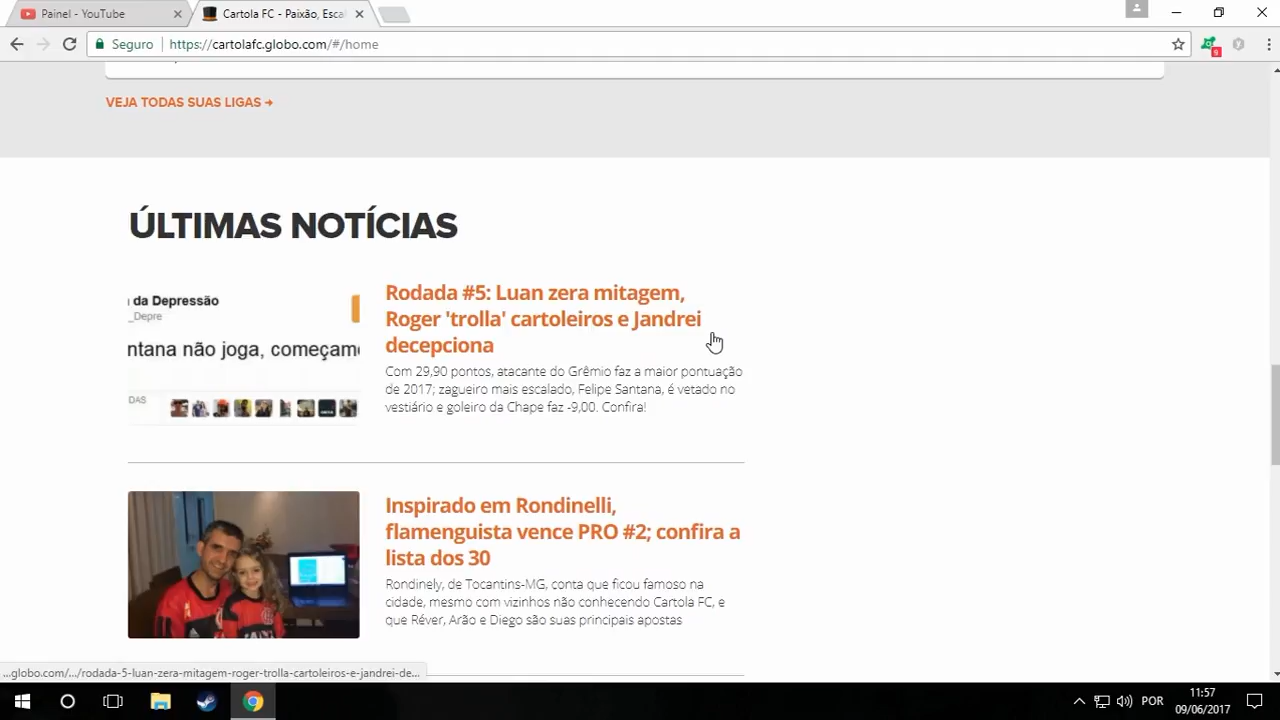 Painel - YouTube
Cartola FC - Paixão, Esca
Seguro
https://cartolafc.globo.com/#/home
9
VEJA TODAS SUAS LIGAS
ÚLTIMAS NOTÍCIAS
da Depressão
_Depre
ntana não joga, começam
DAS
Rodada #5: Luan zera mitagem,
Roger 'trolla' cartoleiros e Jandrei
decepciona
Com 29,90 pontos, atacante do Grêmio faz a maior pontuação
de 2017; zagueiro mais escalado, Felipe Santana, é vetado no
vestiário e goleiro da Chape faz -9,00. Confira!
Inspirado em Rondinelli,
flamenguista vence PRO #2; confira a
lista dos 30
Rondinely, de Tocantins-MG, conta que ficou famoso na
cidade, mesmo com vizinhos não conhecendo Cartola FC, e
que Réver, Arão e Diego são suas principais apostas
...globo.com/.../rodada-5-luan-zera-mitagem-roger-trolla-cartoleiros-e-jandrei-de...
POR
11:57
09/06/2017